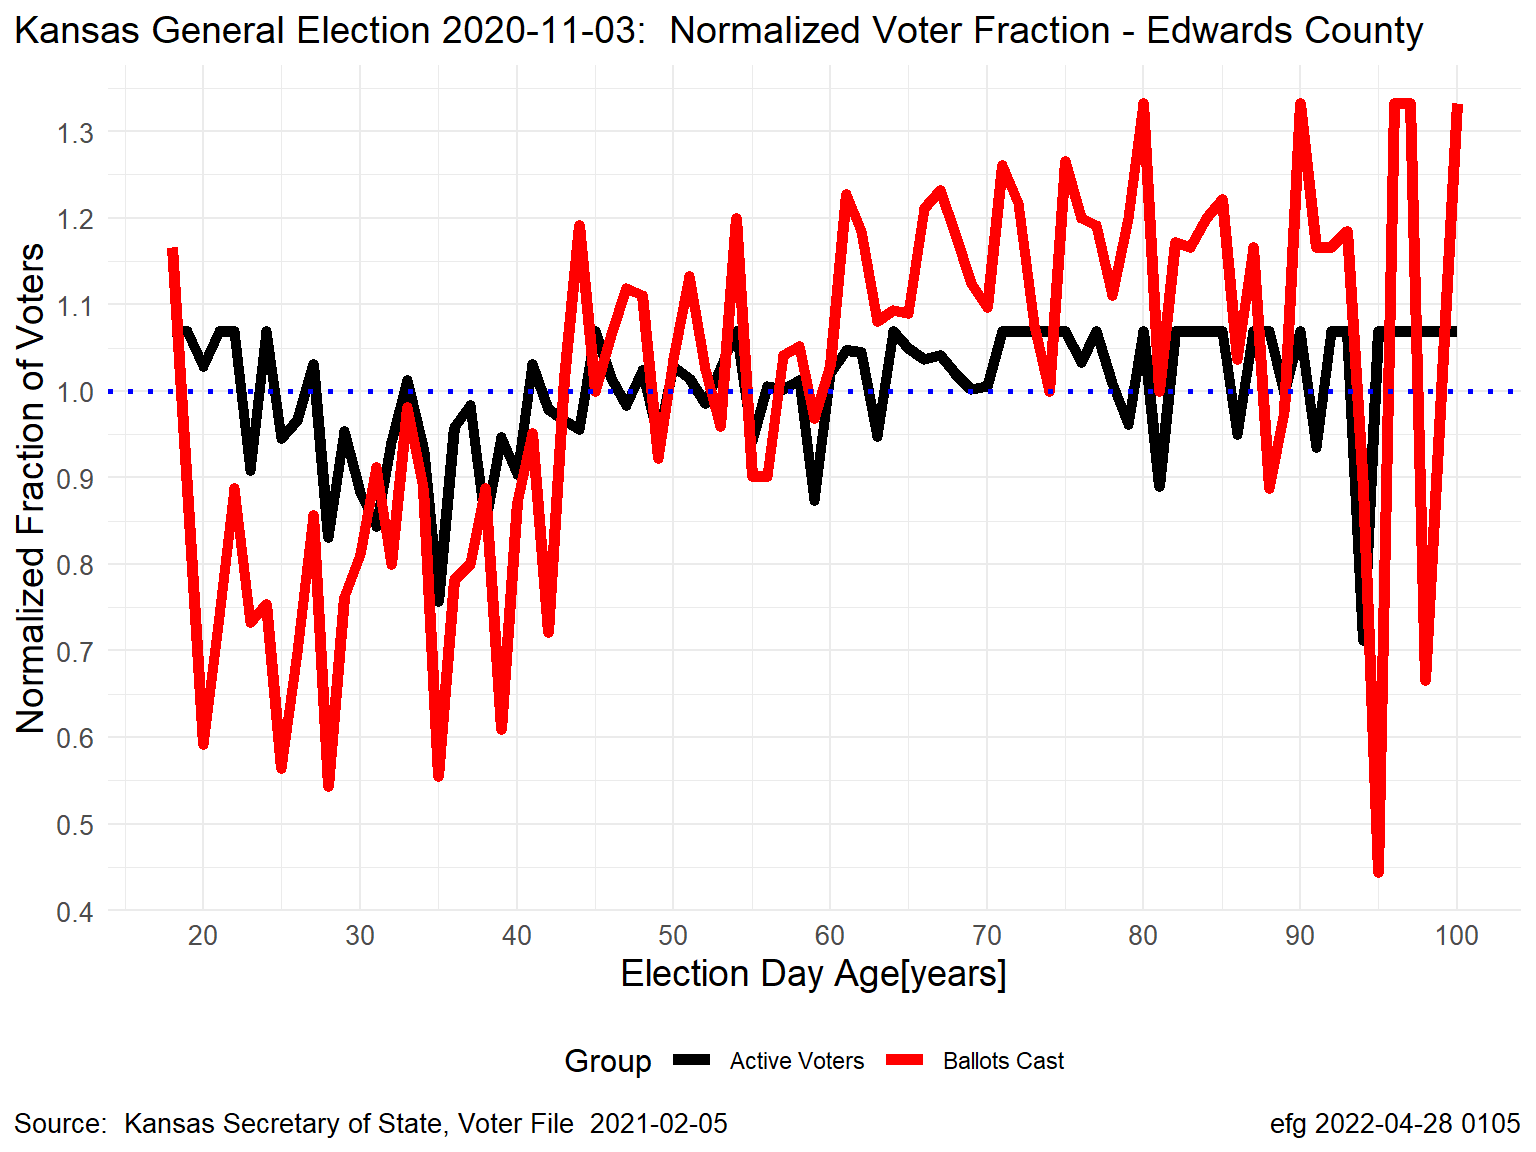 Kansas General Election 2020-11-03:  Normalized Voter Fraction - Edwards County
Normalized Fraction of Voters
1.3
1.2
1.1
1.0
0.9
0.8
0.7
0.6
0.5
0.4
20 30 40 50 60 70 80 90 100
Election Day Age[years]
Group Active Voters Ballots Cast
Source:  Kansas Secretary of State, Voter File  2021-02-05 efg 2022-04-28 0105